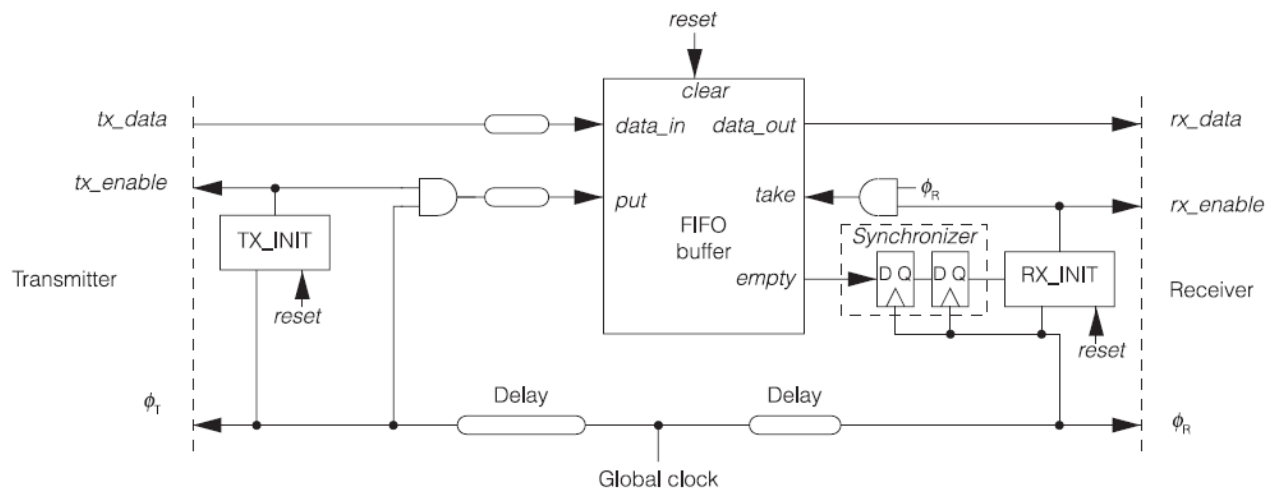 reset
clear
tx_data
data_in
data_out
rx_data
tx_enable
put
take
ϕR
rx_enable
TX_INIT
FIFO
buffer
Synchronizer
D Q
D Q
RX_INIT
empty
Transmitter
Receiver
reset
reset
Delay
Delay
ϕT
ϕR
Global clock